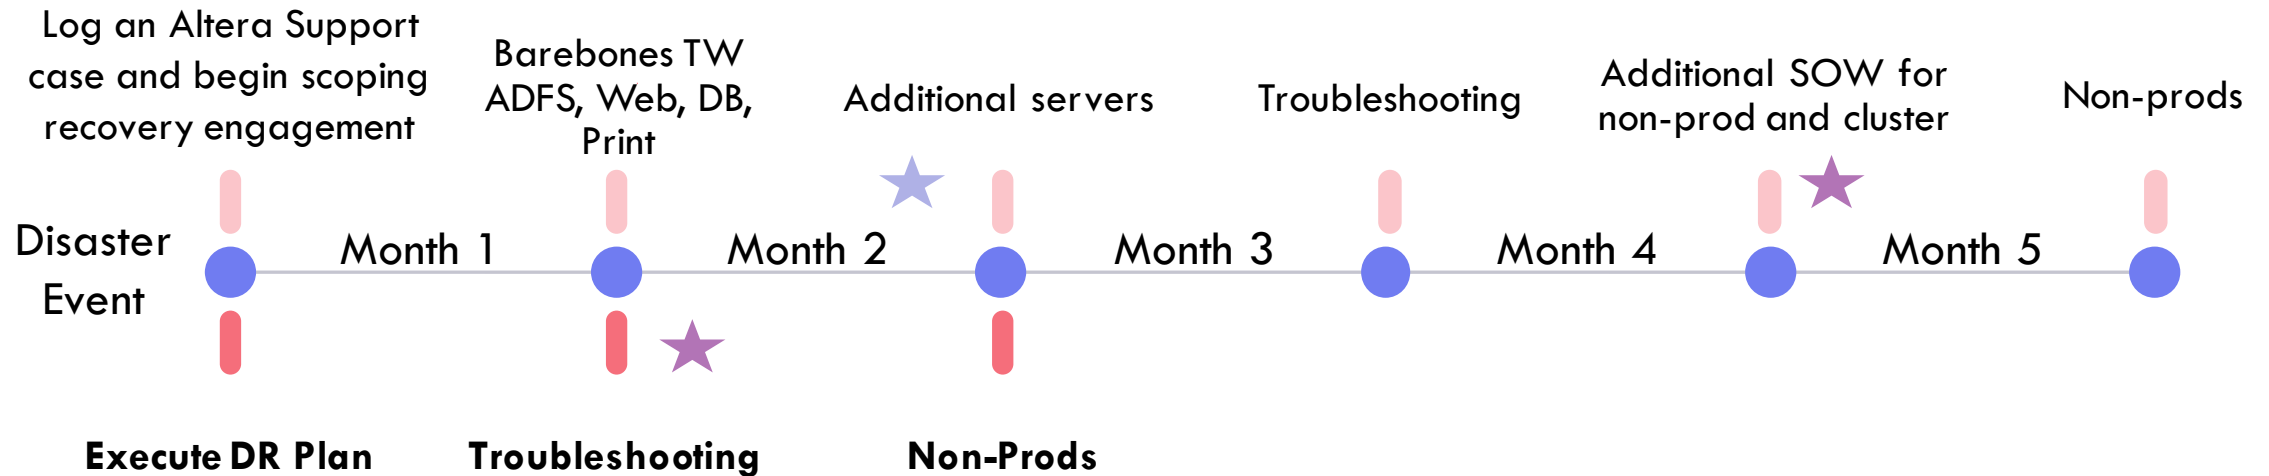 Log an Altera Support
case and begin scoping
recovery engagement
Barebones TW
ADFS, Web, DB,
Print
Additional servers
Troubleshooting
Additional SOW for
non-prod and cluster
Non-prods
Disaster
Event
Month 1
Month 2
Month 3
Month 4
Month 5
Execute DR Plan
Troubleshooting
Non-Prods